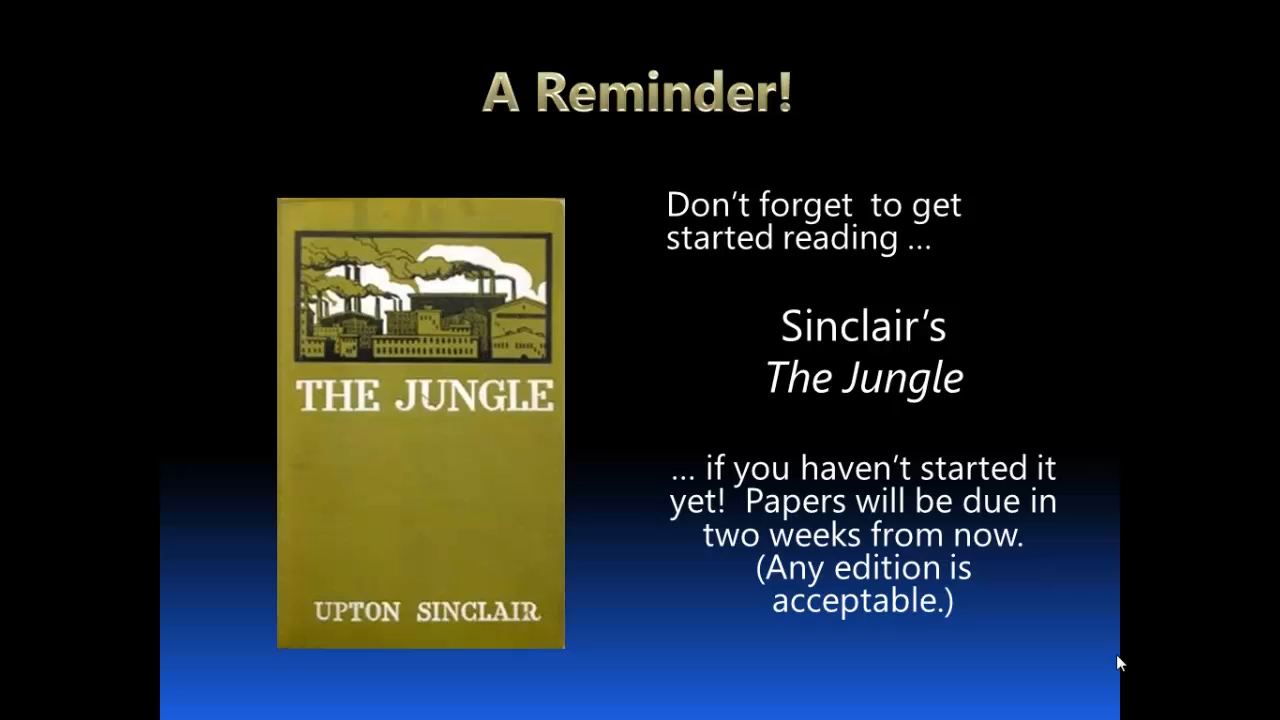 A Reminder!
THE JUNGLE
UPTON SINCLAIR
Don’t forget  to get
started reading …
Sinclair’s
The Jungle
… if you haven’t started it
yet!  Papers will be due in
two weeks from now.
(Any edition is
acceptable.)